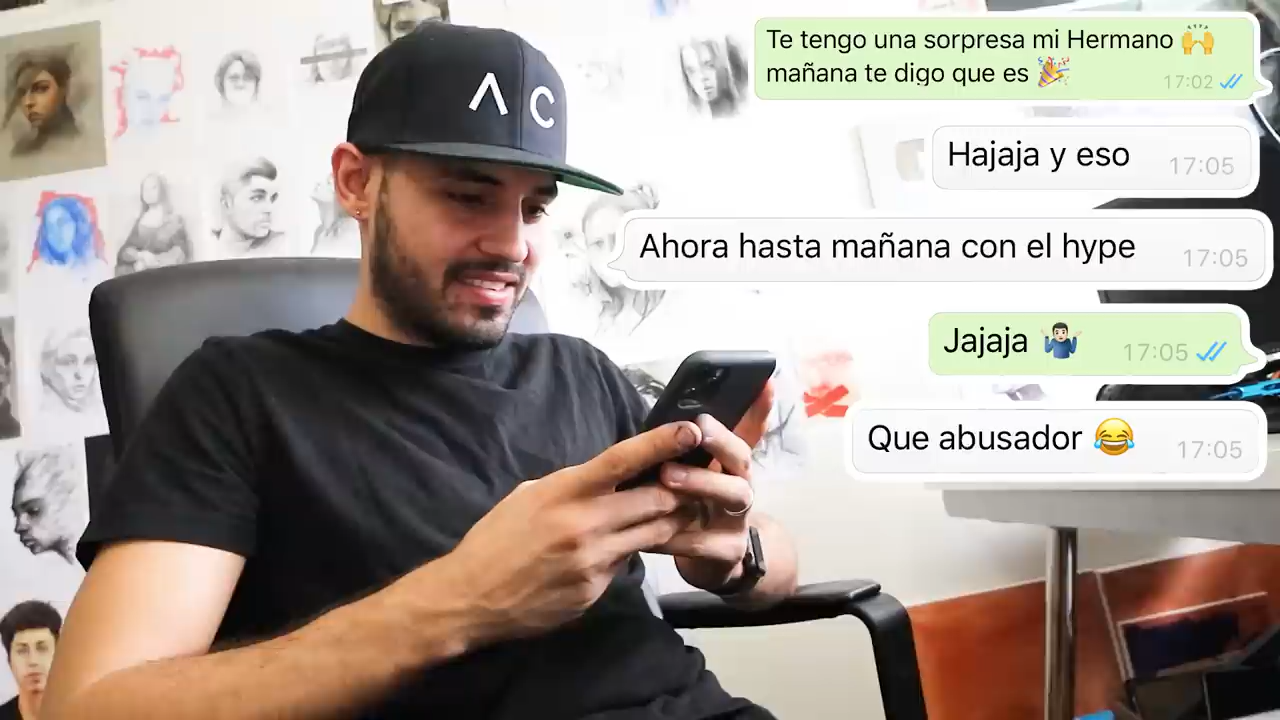 Te tengo una sorpresa mi Hermano 🙌
mañana te digo que es 🎉
17:02
Hajaja y eso
17:05
Ahora hasta mañana con el hype
17:05
Jajaja 🤷🏻‍♂️
17:05
Que abusador 😂
17:05
ΛC